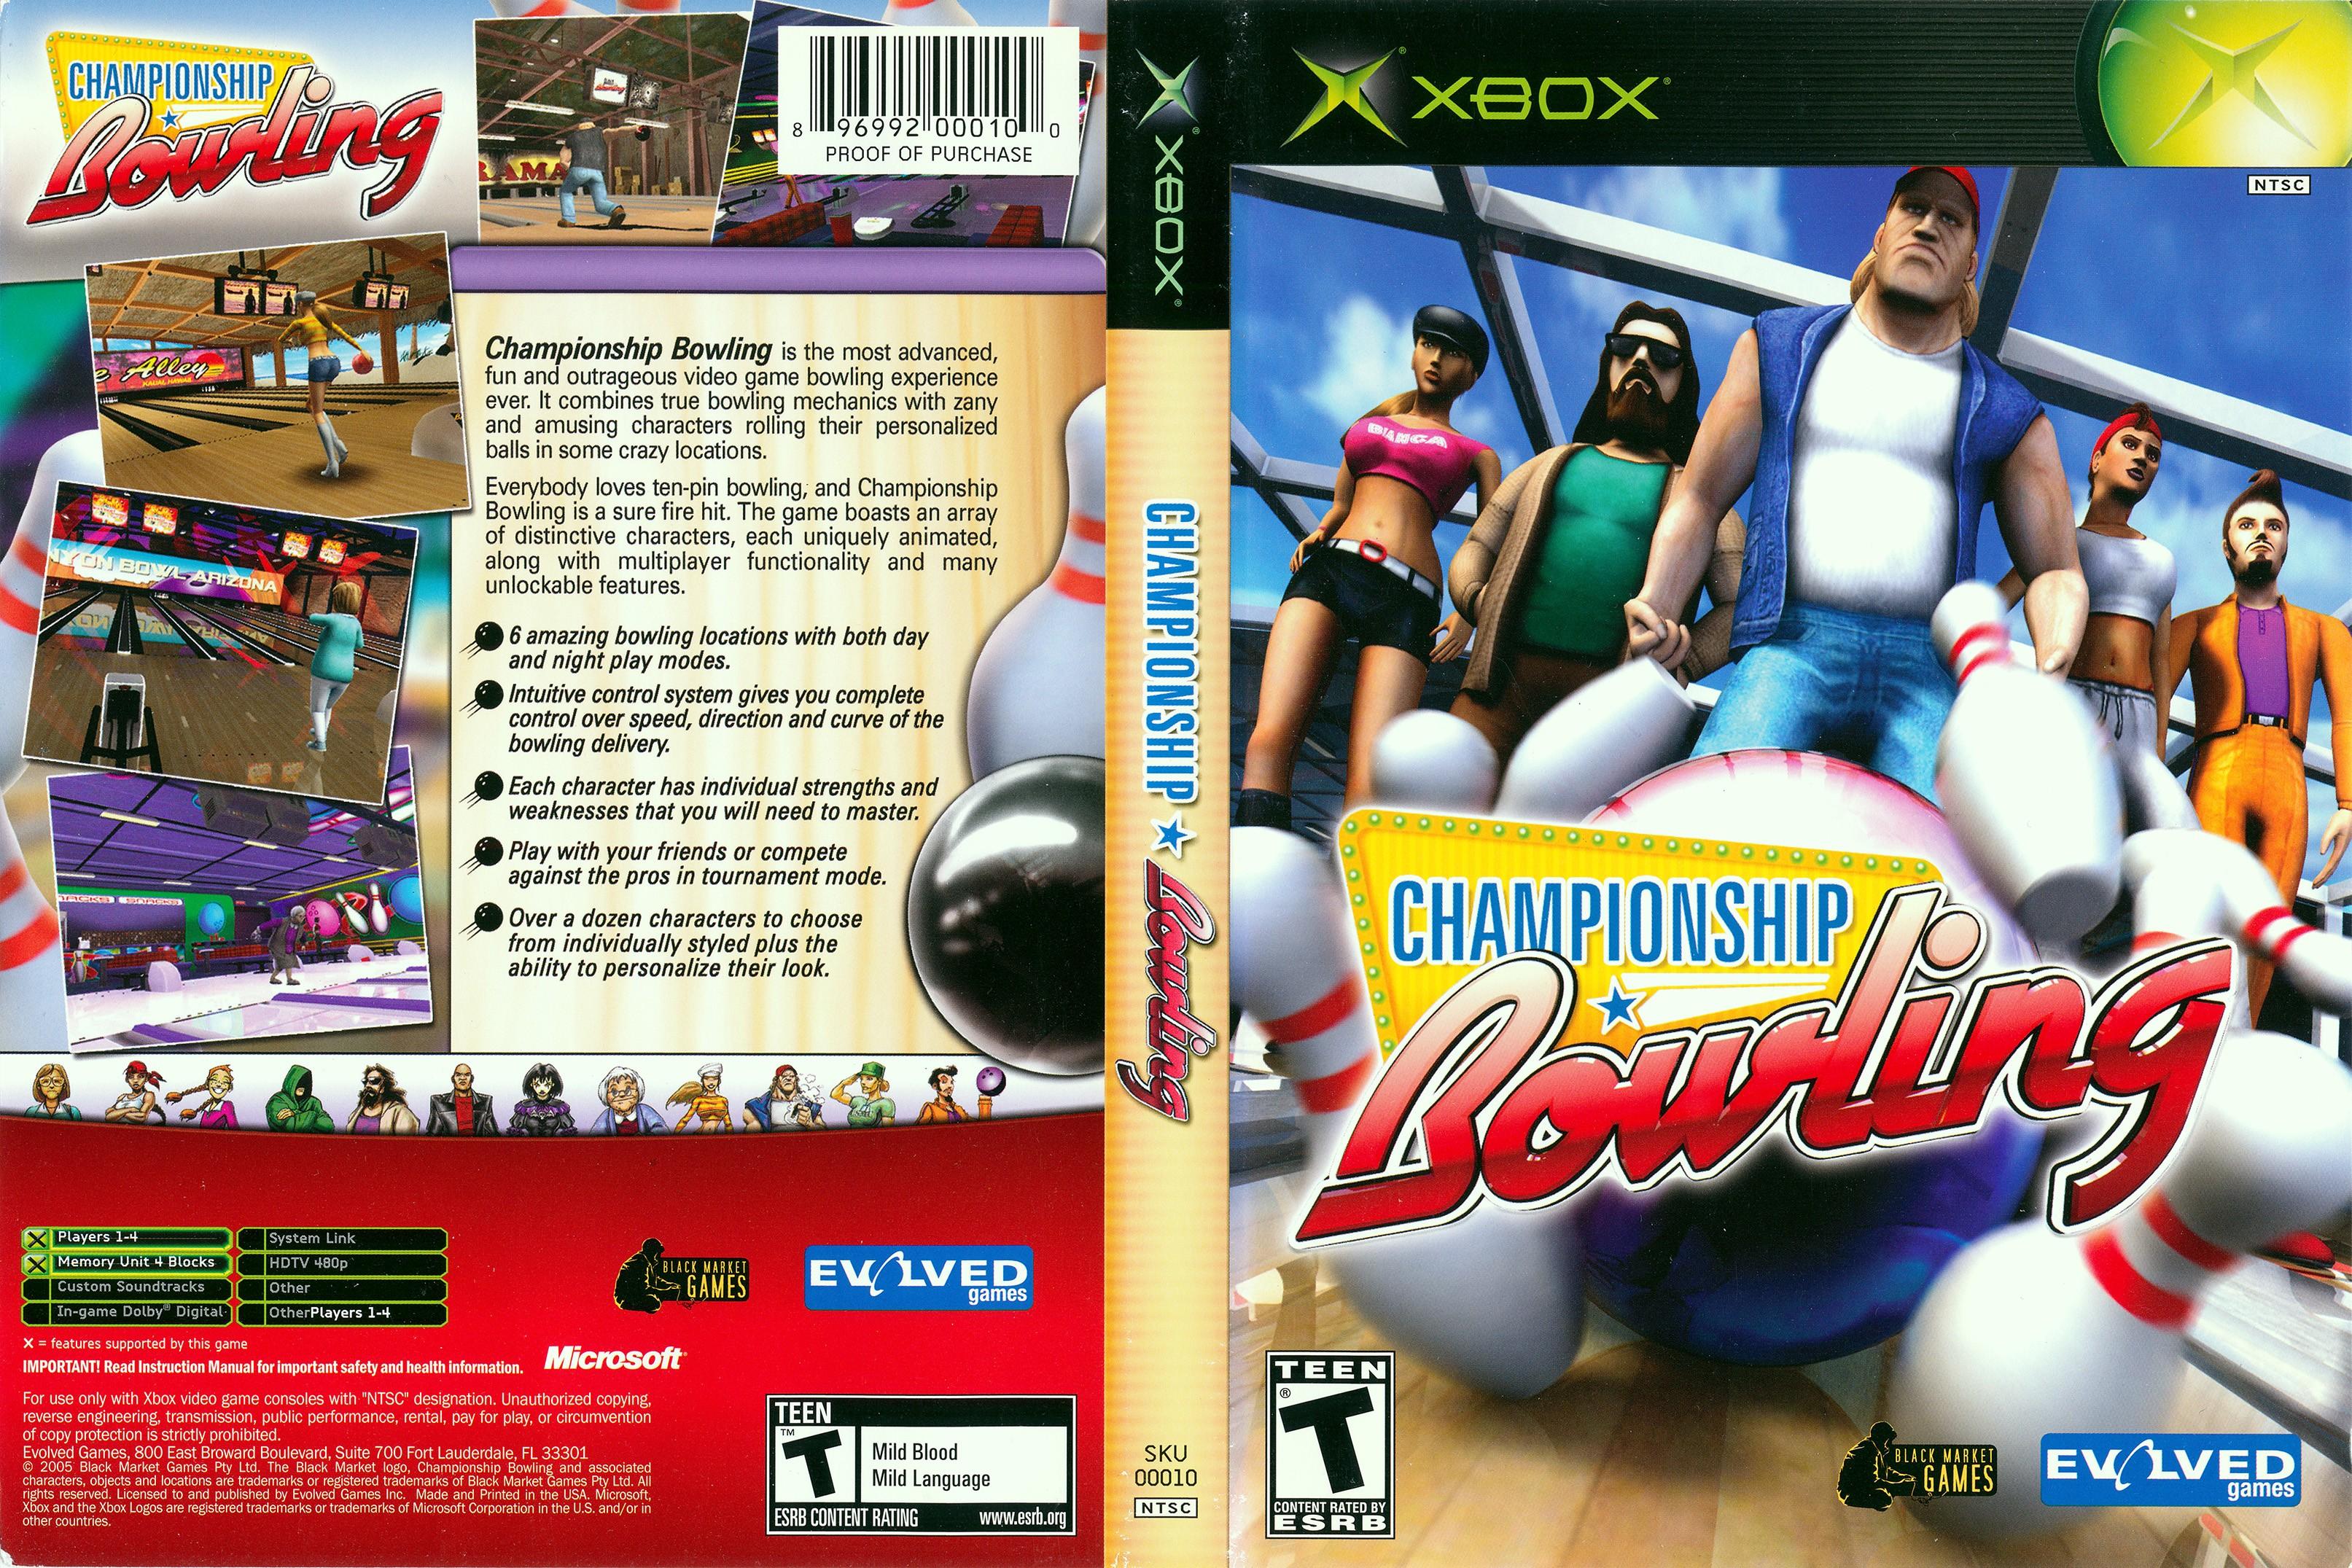 CHAMPIONSHIP
Bowling
RAMA
8 96992 00010 0
PROOF OF PURCHASE
e Alley
KAUAI, HAWAII
NYON BOWL ARIZONA
SNACKS SNACKS
Championship Bowling is the most advanced,
fun and outrageous video game bowling experience
ever. It combines true bowling mechanics with zany
and amusing characters rolling their personalized
balls in some crazy locations.
Everybody loves ten-pin bowling, and Championship
Bowling is a sure fire hit. The game boasts an array
of distinctive characters, each uniquely animated,
along with multiplayer functionality and many
unlockable features.
6 amazing bowling locations with both day
and night play modes.
Intuitive control system gives you complete
control over speed, direction and curve of the
bowling delivery.
Each character has individual strengths and
weaknesses that you will need to master.
Play with your friends or compete
against the pros in tournament mode.
Over a dozen characters to choose
from individually styled plus the
ability to personalize their look.
Players 1-4
Memory Unit 4 Blocks
Custom Soundtracks
In-game Dolby® Digital
System Link
HDTV 480p
Other
OtherPlayers 1-4
X = features supported by this game
IMPORTANT! Read Instruction Manual for important safety and health information.
BLACK MARKET
GAMES
EVOLVED
games
Microsoft®
For use only with Xbox video game consoles with "NTSC" designation. Unauthorized copying,
reverse engineering, transmission, public performance, rental, pay for play, or circumvention
of copy protection is strictly prohibited.
Evolved Games, 800 East Broward Boulevard, Suite 700 Fort Lauderdale, FL 33301
© 2005 Black Market Games Pty Ltd. The Black Market logo, Championship Bowling and associated
characters, objects and locations are trademarks or registered trademarks of Black Market Games Pty Ltd. All
rights reserved. Licensed to and published by Evolved Games Inc. Made and Printed in the USA. Microsoft,
Xbox and the Xbox Logos are registered trademarks or trademarks of Microsoft Corporation in the U.S. and/or in
other countries.
TEEN
T™
Mild Blood
Mild Language
ESRB CONTENT RATING www.esrb.org
XBOX®
CHAMPIONSHIP Bowling
SKU
00010
NTSC
XBOX®
NTSC
BIANCA
CHAMPIONSHIP
Bowling
TEEN
T®
CONTENT RATED BY
ESRB
BLACK MARKET
GAMES
EVOLVED
games